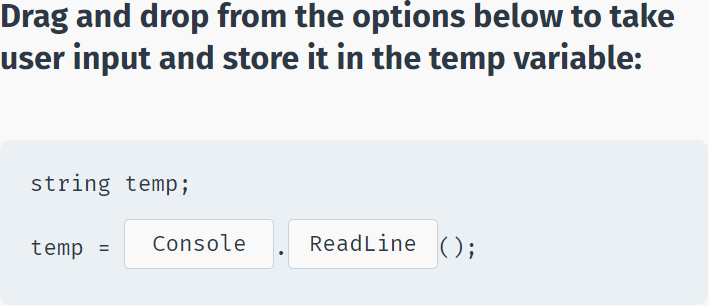 Drag and drop from the options below to take
user input and store it in the temp variable:
string temp;
temp = Console.ReadLine();